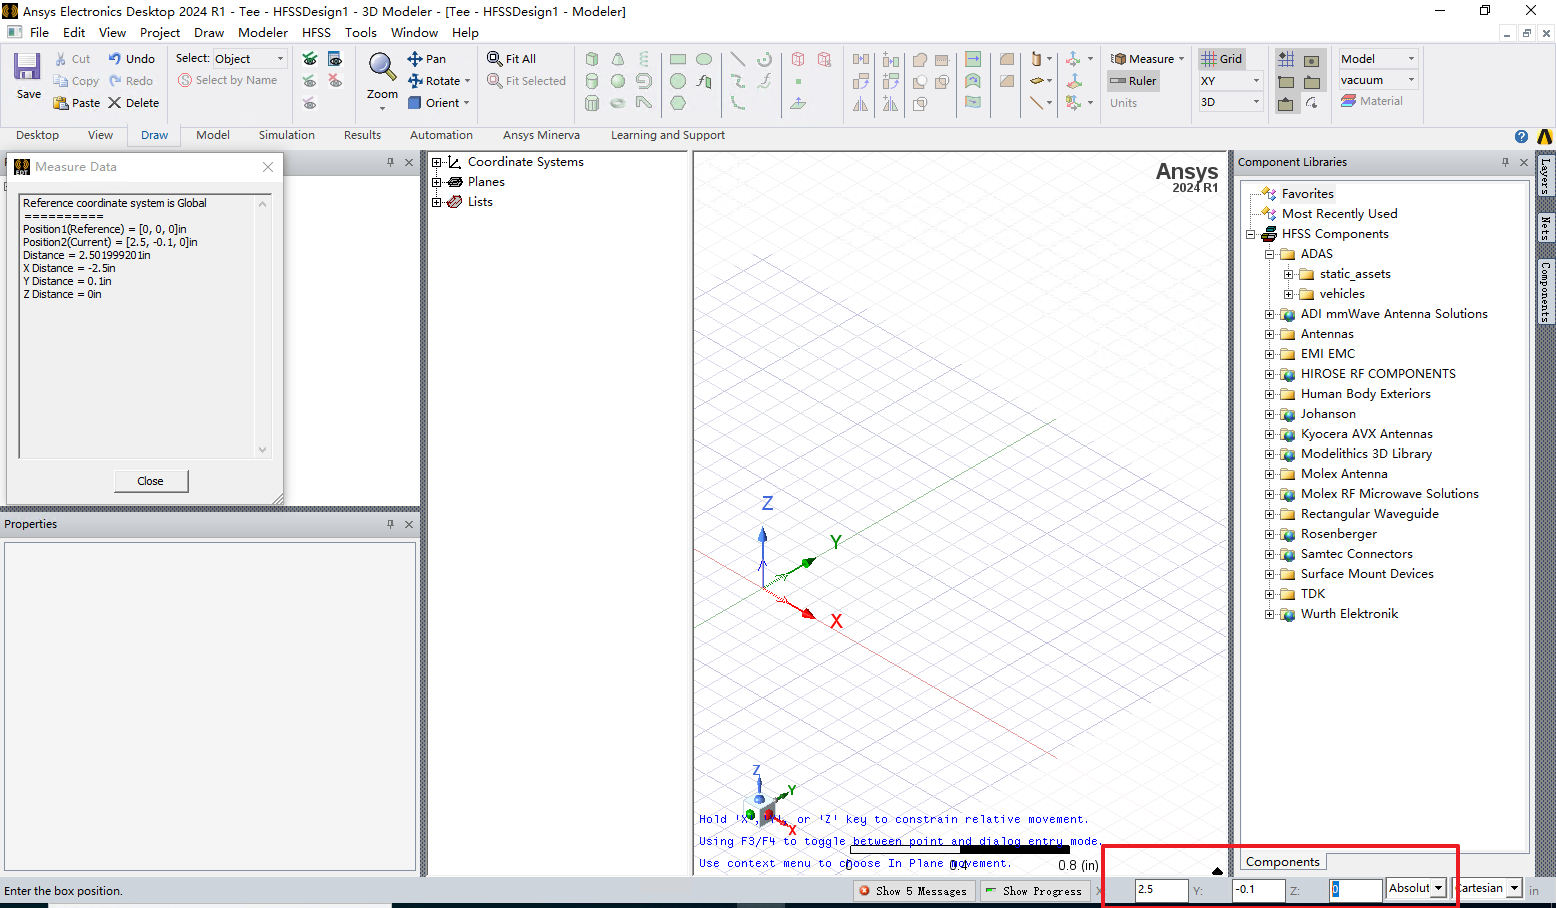 Ansys Electronics Desktop 2024 R1 - Tee - HFSSDesign1 - 3D Modeler - [Tee - HFSSDesign1 - Modeler]
File Edit View Project Draw Modeler HFSS Tools Window Help
Save
Cut
Copy
Paste
Undo
Redo
Delete
Select: Object
Select by Name
Zoom
Pan
Rotate
Orient
Fit All
Fit Selected
Measure
Ruler
Units
Grid
XY
3D
Model
vacuum
Material
Desktop View Draw Model Simulation Results Automation Ansys Minerva Learning and Support
Measure Data
Reference coordinate system is Global
==========
Position1(Reference) = [0, 0, 0]in
Position2(Current) = [2.5, -0.1, 0]in
Distance = 2.501999201in
X Distance = -2.5in
Y Distance = 0.1in
Z Distance = 0in
Close
Properties
Coordinate Systems
Planes
Lists
Ansys
2024 R1
Z
Y
X
Z
Y
X
Hold 'X', 'Y', or 'Z' key to constrain relative movement.
Using F3/F4 to toggle between point and dialog entry mode.
Use context menu to choose In Plane movement.
0 0.4 0.8 (in)
Component Libraries
Favorites
Most Recently Used
HFSS Components
ADAS
static_assets
vehicles
ADI mmWave Antenna Solutions
Antennas
EMI EMC
HIROSE RF COMPONENTS
Human Body Exteriors
Johanson
Kyocera AVX Antennas
Modelithics 3D Library
Molex Antenna
Molex RF Microwave Solutions
Rectangular Waveguide
Rosenberger
Samtec Connectors
Surface Mount Devices
TDK
Wurth Elektronik
Components
Layers
Nets
Components
Enter the box position.
Show 5 Messages
Show Progress
X 2.5 Y: -0.1 Z: 0 Absolut Cartesian in